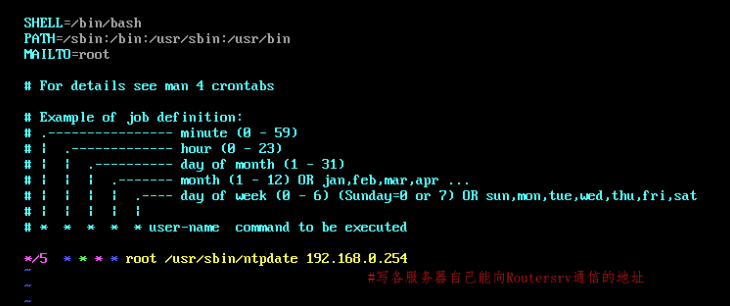 SHELL=/bin/bash
PATH=/sbin:/bin:/usr/sbin:/usr/bin
MAILTO=root
# For details see man 4 crontabs
# Example of job definition:
# .---------------- minute (0 - 59)
# | .------------- hour (0 - 23)
# | | .---------- day of month (1 - 31)
# | | | .------- month (1 - 12) OR jan,feb,mar,apr ...
# | | | | .---- day of week (0 - 6) (Sunday=0 or 7) OR sun,mon,tue,wed,thu,fri,sat
# | | | | |
# * * * * * user-name command to be executed
*/5 * * * * root /usr/sbin/ntpdate 192.168.0.254
~ #写各服务器自己能向Routersrv通信的地址
~
~